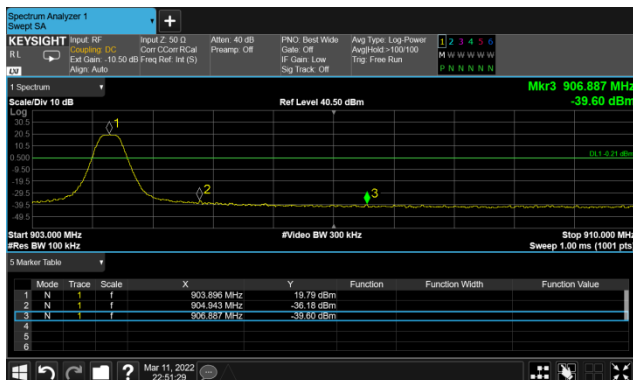 Spectrum Analyzer 1
Swept SA
KEYSIGHT Input: RF Input Z: 50 Ω Atten: 40 dB PNO: Best Wide Avg Type: Log-Power 1 2 3 4 5 6
RL Coupling: DC Corr CCorr RCal Preamp: Off Gate: Off Avg|Hold:>100/100 M W W W W W
Ext Gain: -10.50 dB Freq Ref: Int (S) IF Gain: Low Trig: Free Run
LXI Align: Auto Sig Track: Off P N N N N N
1 Spectrum
Mkr3 906.887 MHz
Scale/Div 10 dB Ref Level 40.50 dBm -39.60 dBm
Log
30.5
20.5
10.5
0.500
-9.50
-19.5
-29.5
-39.5
-49.5
1
2
3
DL1 -0.21 dBm
Start 903.000 MHz #Video BW 300 kHz Stop 910.000 MHz
#Res BW 100 kHz Sweep 1.00 ms (1001 pts)
5 Marker Table
Mode Trace Scale X Y Function Function Width Function Value
1 N 1 f 903.896 MHz 19.79 dBm
2 N 1 f 904.943 MHz -36.18 dBm
3 N 1 f 906.887 MHz -39.60 dBm
4
5
6
? Mar 11, 2022
22:51:29